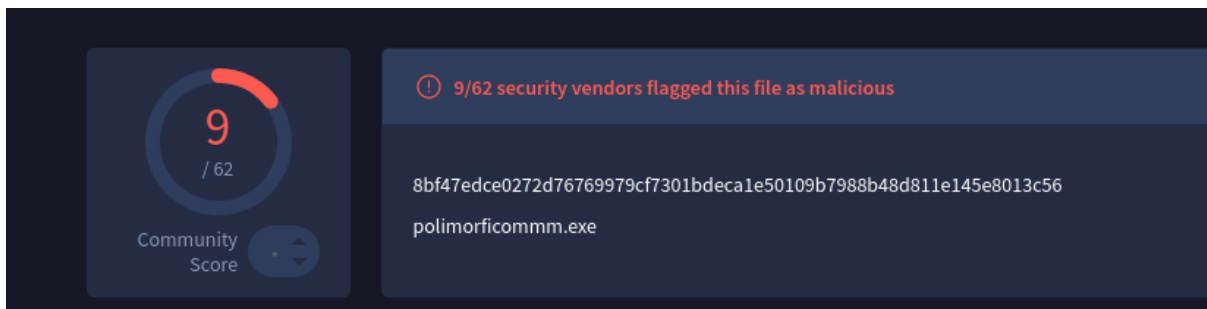 9
/ 62
Community
Score
9/62 security vendors flagged this file as malicious
8bf47edce0272d76769979cf7301bdeca1e50109b7988b48d811e145e8013c56
polimorficommm.exe